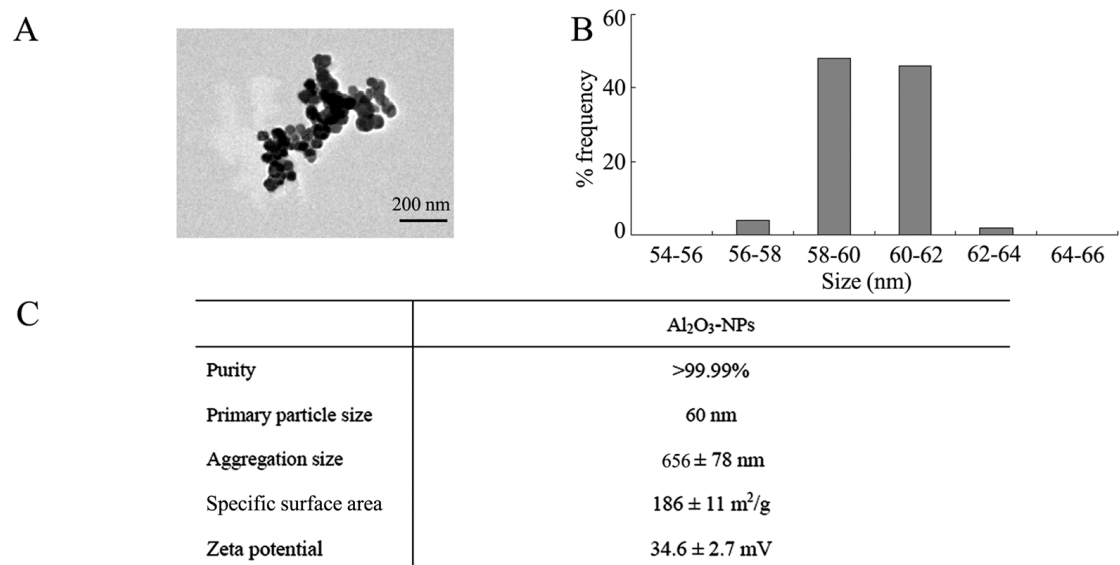 A
200 nm
B
% frequency
60
40
20
0
54-56 56-58 58-60 60-62 62-64 64-66
Size (nm)
C
Al₂O₃-NPs
Purity >99.99%
Primary particle size 60 nm
Aggregation size 656 ± 78 nm
Specific surface area 186 ± 11 m²/g
Zeta potential 34.6 ± 2.7 mV